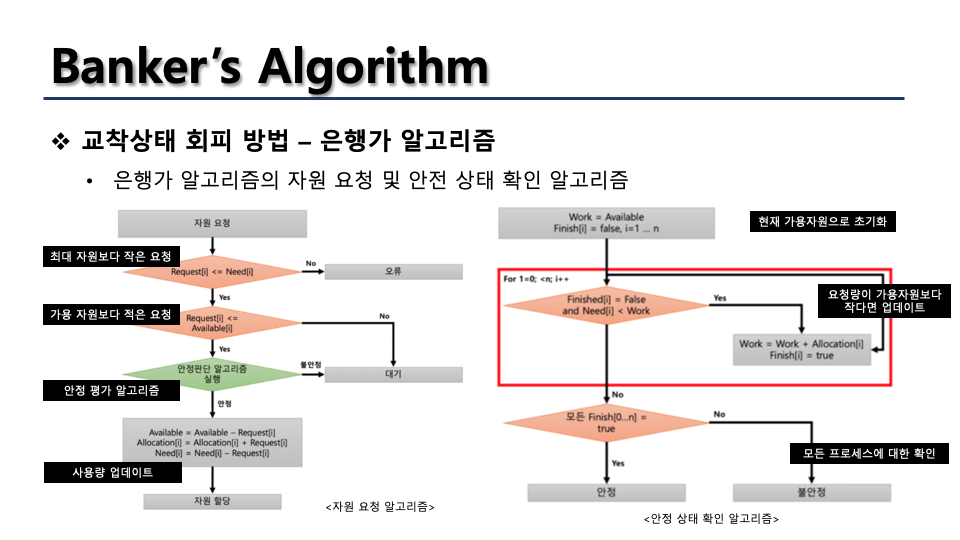 Banker's Algorithm
❖ 교착상태 회피 방법 – 은행가 알고리즘
• 은행가 알고리즘의 자원 요청 및 안전 상태 확인 알고리즘
자원 요청
최대 자원보다 작은 요청
Request[i] <= Need[i]
No
오류
Yes
가용 자원보다 적은 요청
Request[i] <=
Available[i]
No
Yes
안정판단 알고리즘
실행
불안정
대기
안정 평가 알고리즘
안정
Available = Available – Request[i]
Allocation[i] = Allocation[i] + Request[i]
Need[i] = Need[i] – Request[i]
사용량 업데이트
자원 할당
<자원 요청 알고리즘>
Work = Available
Finish[i] = false, i=1 ... n
현재 가용자원으로 초기화
For 1=0; <n; i++
Finished[i] = False
and Need[i] < Work
Yes
요청량이 가용자원보다
작다면 업데이트
Work = Work + Allocation[i]
Finish[i] = true
No
모든 Finish[0...n] =
true
No
모든 프로세스에 대한 확인
Yes
안정
불안정
<안정 상태 확인 알고리즘>